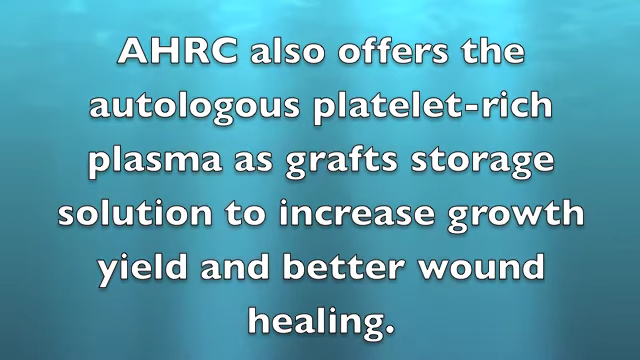 AHRC also offers the
autologous platelet-rich
plasma as grafts storage
solution to increase growth
yield and better wound
healing.